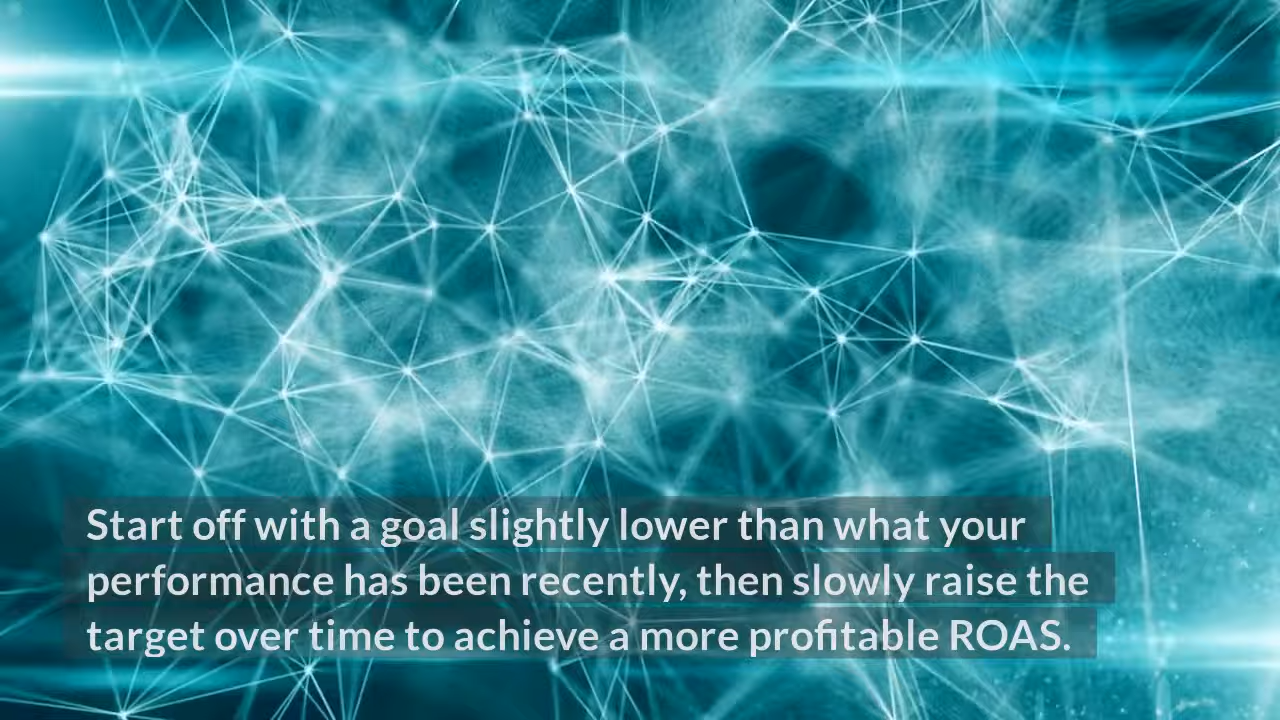 Start off with a goal slightly lower than what your
performance has been recently, then slowly raise the
target over time to achieve a more profitable ROAS.